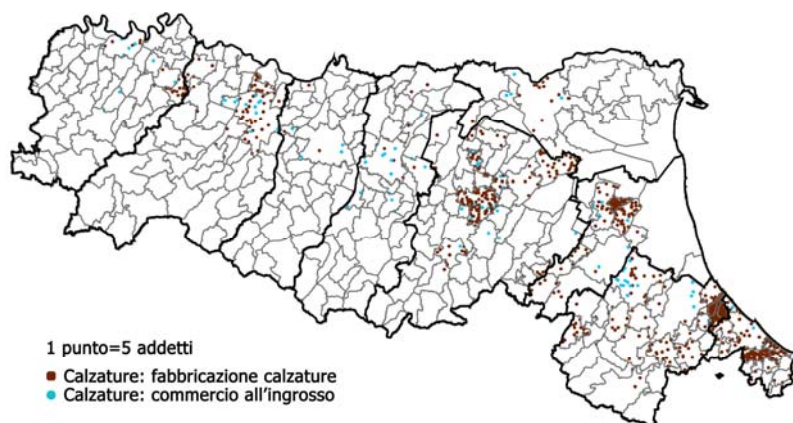 1 punto=5 addetti
Calzature: fabbricazione calzature
Calzature: commercio all'ingrosso